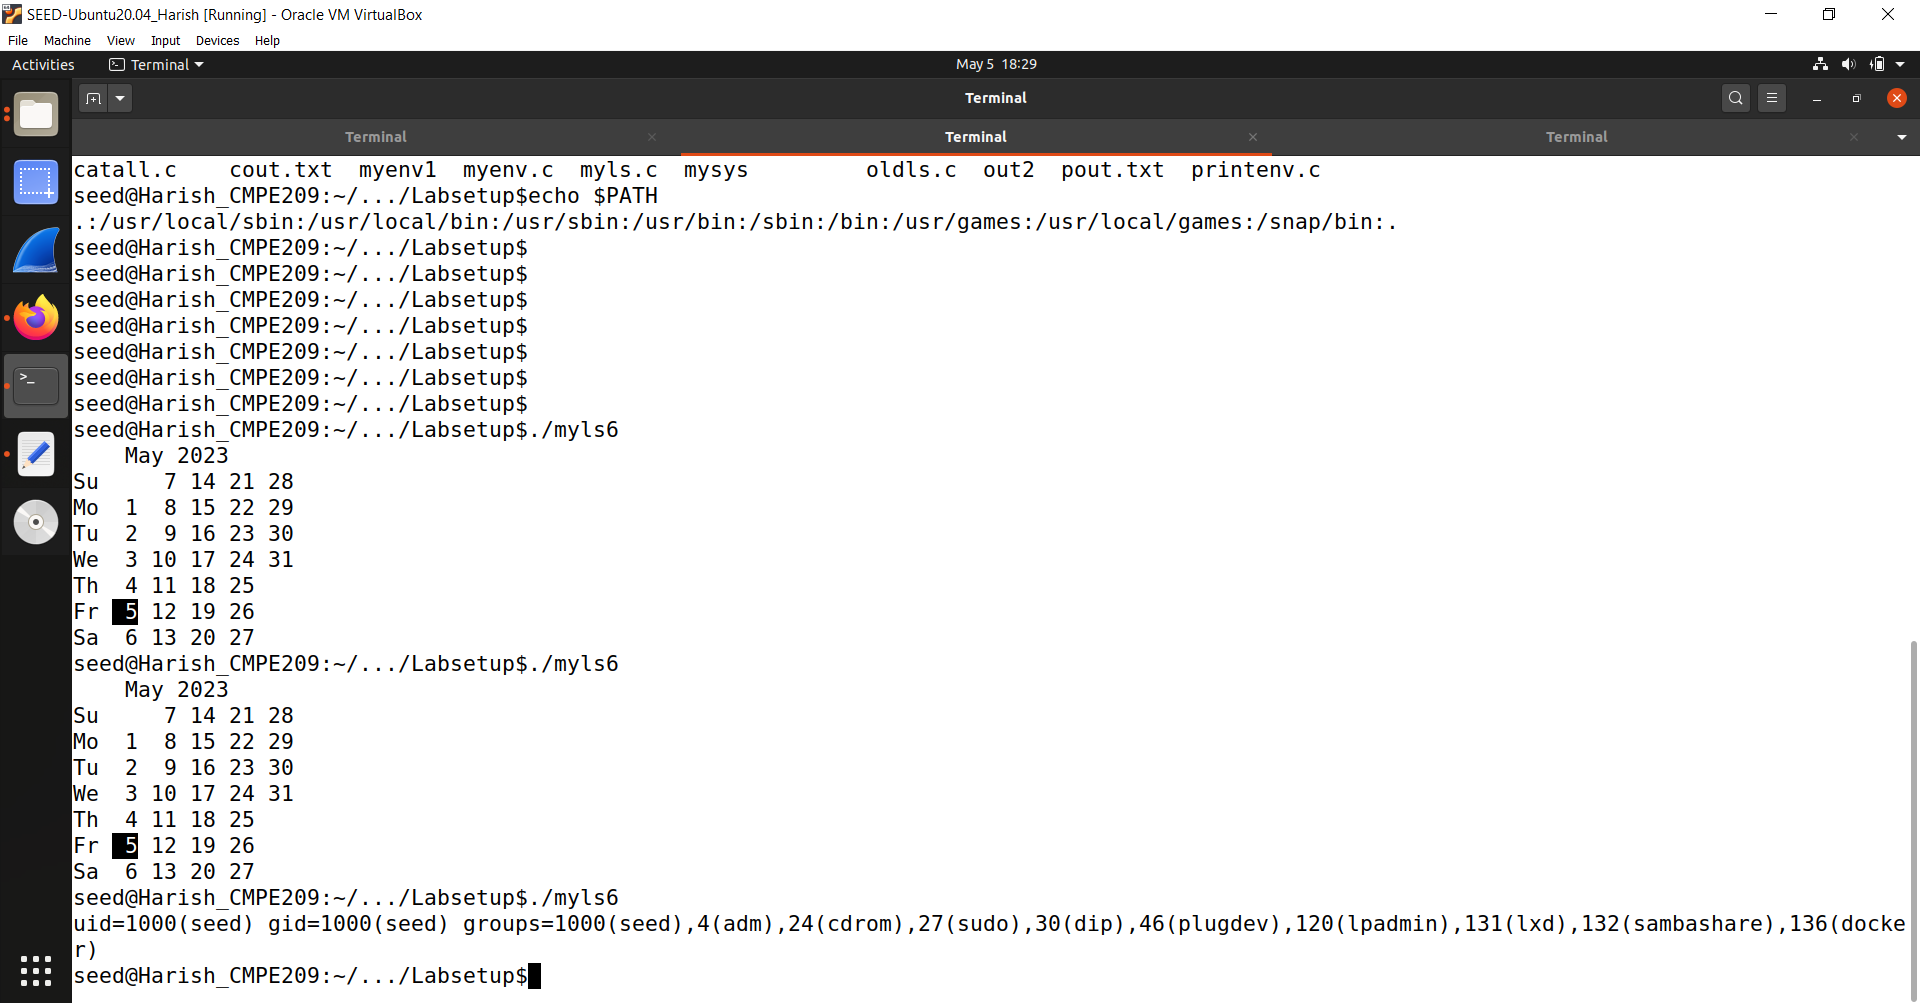 SEED-Ubuntu20.04_Harish [Running] - Oracle VM VirtualBox
File Machine View Input Devices Help
Activities Terminal May 5 18:29
Terminal
Terminal Terminal Terminal
catall.c cout.txt myenv1 myenv.c myls.c mysys oldls.c out2 pout.txt printenv.c
seed@Harish_CMPE209:~/.../Labsetup$echo $PATH
.:/usr/local/sbin:/usr/local/bin:/usr/sbin:/usr/bin:/sbin:/bin:/usr/games:/usr/local/games:/snap/bin:.
seed@Harish_CMPE209:~/.../Labsetup$
seed@Harish_CMPE209:~/.../Labsetup$
seed@Harish_CMPE209:~/.../Labsetup$
seed@Harish_CMPE209:~/.../Labsetup$
seed@Harish_CMPE209:~/.../Labsetup$
seed@Harish_CMPE209:~/.../Labsetup$
seed@Harish_CMPE209:~/.../Labsetup$
seed@Harish_CMPE209:~/.../Labsetup$./myls6
May 2023
Su 7 14 21 28
Mo 1 8 15 22 29
Tu 2 9 16 23 30
We 3 10 17 24 31
Th 4 11 18 25
Fr 5 12 19 26
Sa 6 13 20 27
seed@Harish_CMPE209:~/.../Labsetup$./myls6
May 2023
Su 7 14 21 28
Mo 1 8 15 22 29
Tu 2 9 16 23 30
We 3 10 17 24 31
Th 4 11 18 25
Fr 5 12 19 26
Sa 6 13 20 27
seed@Harish_CMPE209:~/.../Labsetup$./myls6
uid=1000(seed) gid=1000(seed) groups=1000(seed),4(adm),24(cdrom),27(sudo),30(dip),46(plugdev),120(lpadmin),131(lxd),132(sambashare),136(docke
r)
seed@Harish_CMPE209:~/.../Labsetup$